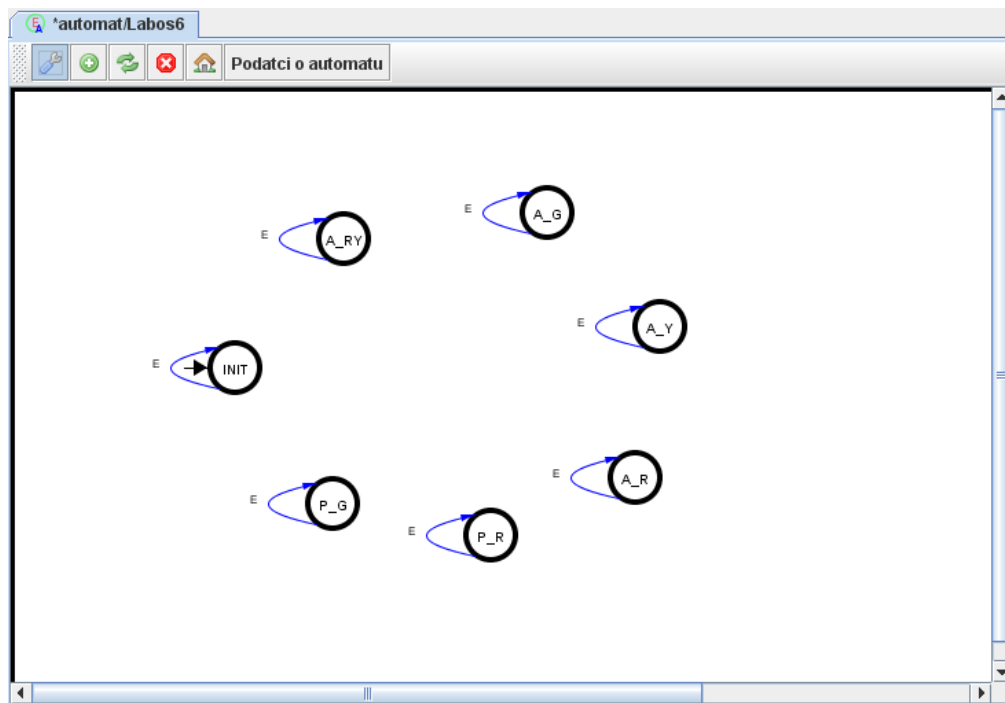 *automat/Labos6
Podatci o automatu
E A_G
E A_RY
E A_Y
E INIT
E A_R
E P_G
E P_R